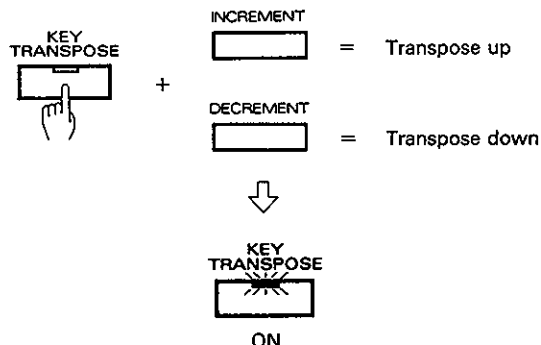 INCREMENT
KEY
TRANSPOSE
= Transpose up
+
DECREMENT
= Transpose down
KEY
TRANSPOSE
ON